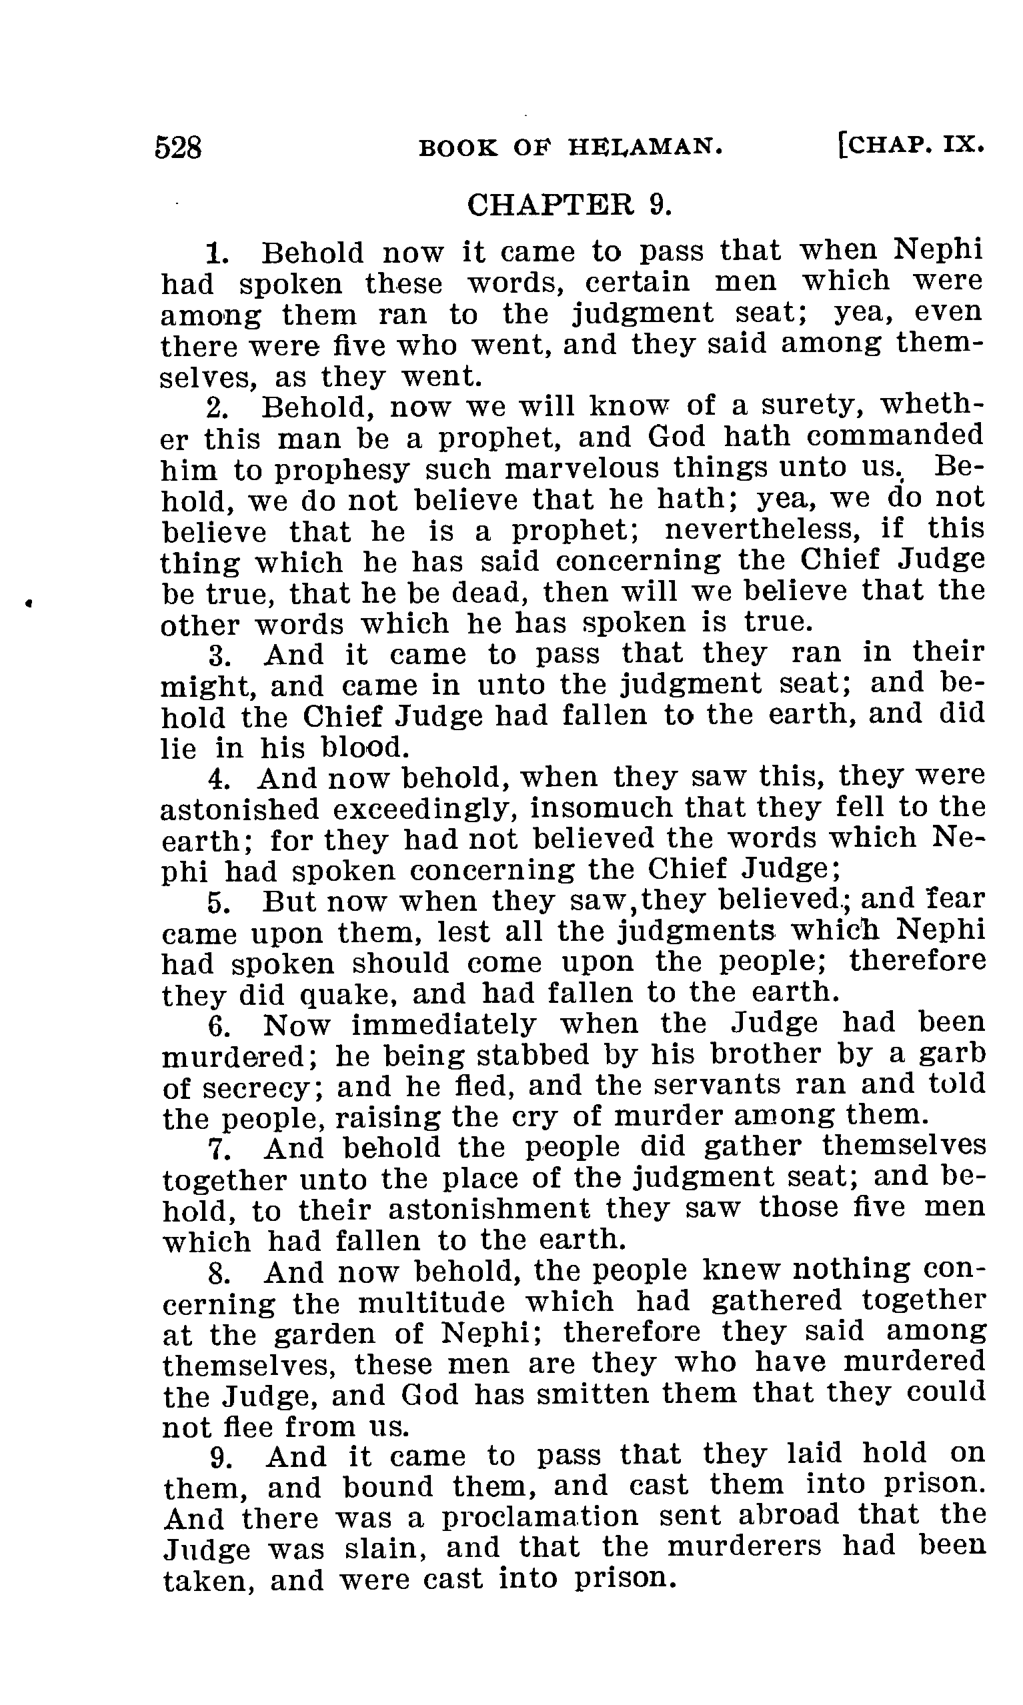 528 BOOK OF HELAMAN. [CHAP. IX.
CHAPTER 9.
1. Behold now it came to pass that when Nephi
had spoken these words, certain men which were
among them ran to the judgment seat; yea, even
there were five who went, and they said among them-
selves, as they went.
2. Behold, now we will know of a surety, wheth-
er this man be a prophet, and God hath commanded
him to prophesy such marvelous things unto us. Be-
hold, we do not believe that he hath; yea, we do not
believe that he is a prophet; nevertheless, if this
thing which he has said concerning the Chief Judge
be true, that he be dead, then will we believe that the
other words which he has spoken is true.
3. And it came to pass that they ran in their
might, and came in unto the judgment seat; and be-
hold the Chief Judge had fallen to the earth, and did
lie in his blood.
4. And now behold, when they saw this, they were
astonished exceedingly, insomuch that they fell to the
earth; for they had not believed the words which Ne-
phi had spoken concerning the Chief Judge;
5. But now when they saw,they believed; and fear
came upon them, lest all the judgments which Nephi
had spoken should come upon the people; therefore
they did quake, and had fallen to the earth.
6. Now immediately when the Judge had been
murdered; he being stabbed by his brother by a garb
of secrecy; and he fled, and the servants ran and told
the people, raising the cry of murder among them.
7. And behold the people did gather themselves
together unto the place of the judgment seat; and be-
hold, to their astonishment they saw those five men
which had fallen to the earth.
8. And now behold, the people knew nothing con-
cerning the multitude which had gathered together
at the garden of Nephi; therefore they said among
themselves, these men are they who have murdered
the Judge, and God has smitten them that they could
not flee from us.
9. And it came to pass that they laid hold on
them, and bound them, and cast them into prison.
And there was a proclamation sent abroad that the
Judge was slain, and that the murderers had been
taken, and were cast into prison.